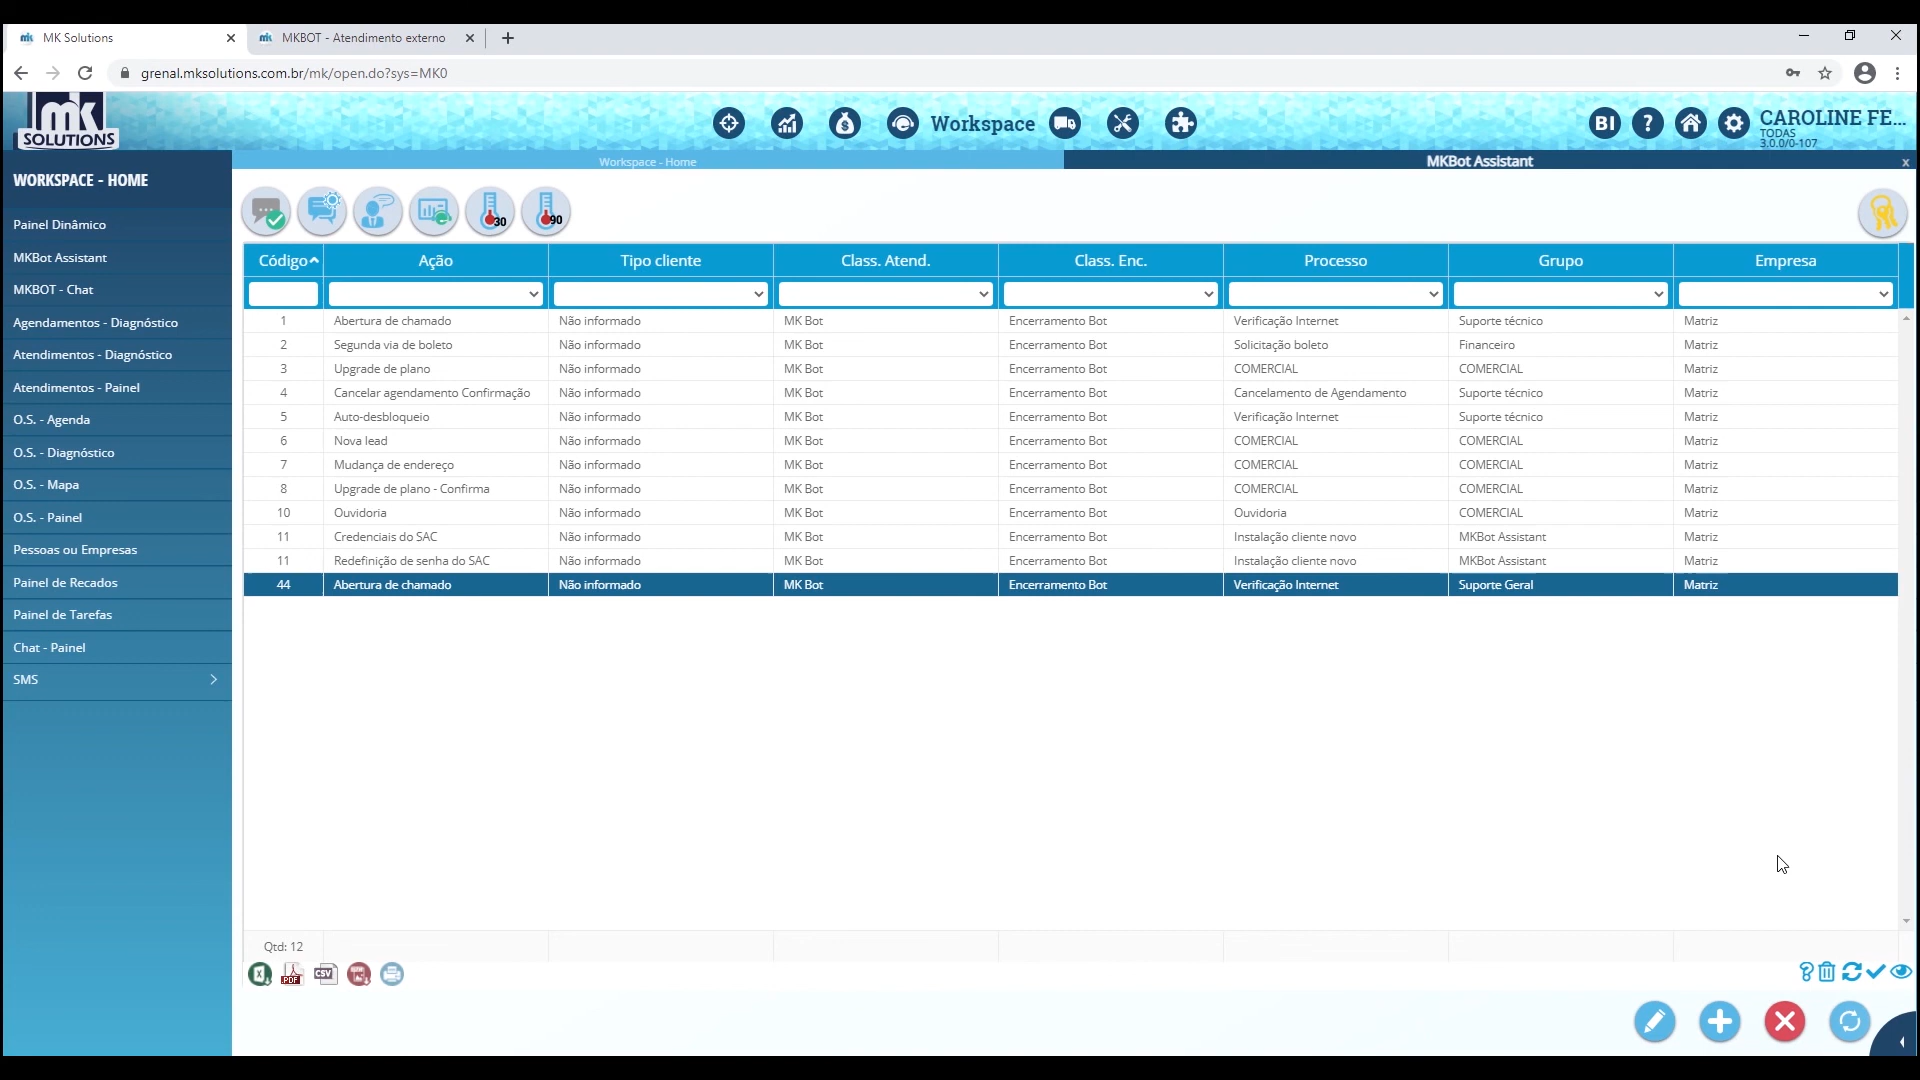 MK Solutions
MKBOT - Atendimento externo
grenal.mksolutions.com.br/mk/open.do?sys=MK0
mk
SOLUTIONS
Workspace
BI
?
CAROLINE FE...
TODAS
3.0.0/0-107
Workspace - Home
MKBot Assistant
x
WORKSPACE - HOME
Painel Dinâmico
MKBot Assistant
MKBOT - Chat
Agendamentos - Diagnóstico
Atendimentos - Diagnóstico
Atendimentos - Painel
O.S. - Agenda
O.S. - Diagnóstico
O.S. - Mapa
O.S. - Painel
Pessoas ou Empresas
Painel de Recados
Painel de Tarefas
Chat - Painel
SMS
30
90
Código Ação Tipo cliente Class. Atend. Class. Enc. Processo Grupo Empresa
1 Abertura de chamado Não informado MK Bot Encerramento Bot Verificação Internet Suporte técnico Matriz
2 Segunda via de boleto Não informado MK Bot Encerramento Bot Solicitação boleto Financeiro Matriz
3 Upgrade de plano Não informado MK Bot Encerramento Bot COMERCIAL COMERCIAL Matriz
4 Cancelar agendamento Confirmação Não informado MK Bot Encerramento Bot Cancelamento de Agendamento Suporte técnico Matriz
5 Auto-desbloqueio Não informado MK Bot Encerramento Bot Verificação Internet Suporte técnico Matriz
6 Nova lead Não informado MK Bot Encerramento Bot COMERCIAL COMERCIAL Matriz
7 Mudança de endereço Não informado MK Bot Encerramento Bot COMERCIAL COMERCIAL Matriz
8 Upgrade de plano - Confirma Não informado MK Bot Encerramento Bot COMERCIAL COMERCIAL Matriz
10 Ouvidoria Não informado MK Bot Encerramento Bot Ouvidoria COMERCIAL Matriz
11 Credenciais do SAC Não informado MK Bot Encerramento Bot Instalação cliente novo MKBot Assistant Matriz
11 Redefinição de senha do SAC Não informado MK Bot Encerramento Bot Instalação cliente novo MKBot Assistant Matriz
44 Abertura de chamado Não informado MK Bot Encerramento Bot Verificação Internet Suporte Geral Matriz
Qtd: 12
PDF
CSV